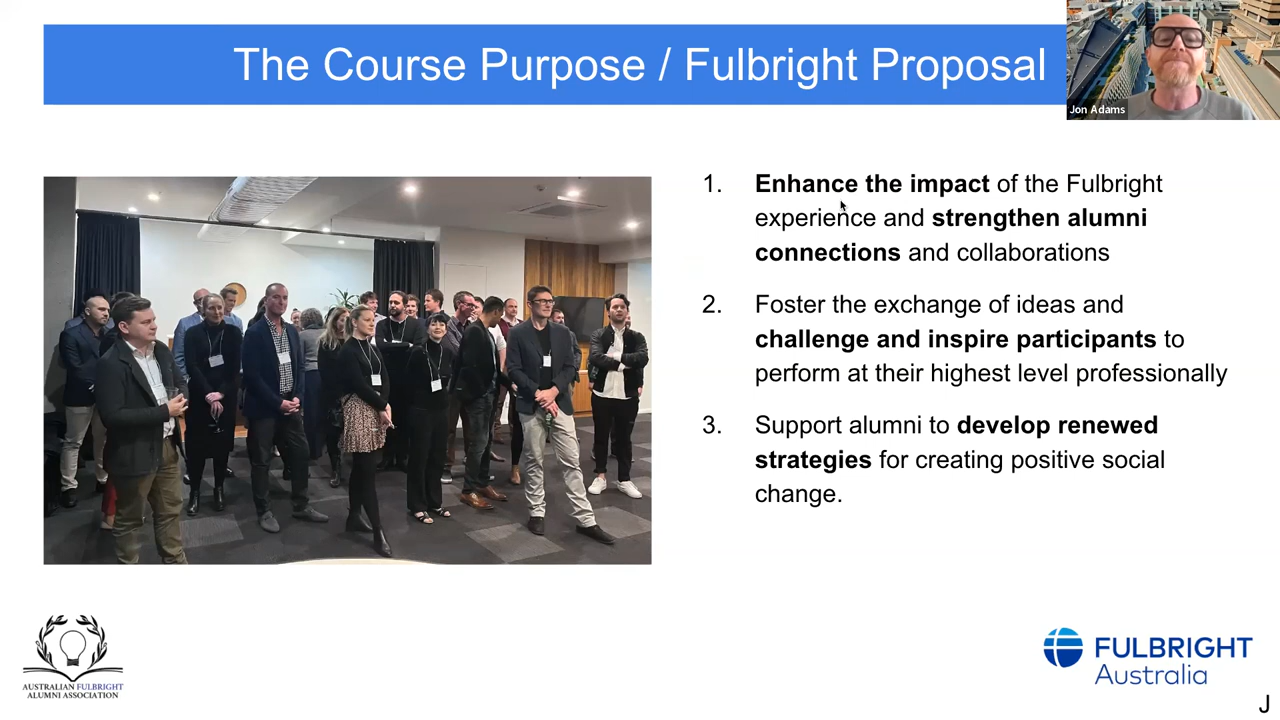 The Course Purpose / Fulbright Proposal
Jon Adams
1. Enhance the impact of the Fulbright
experience and strengthen alumni
connections and collaborations
2. Foster the exchange of ideas and
challenge and inspire participants to
perform at their highest level professionally
3. Support alumni to develop renewed
strategies for creating positive social
change.
AUSTRALIAN FULBRIGHT
ALUMNI ASSOCIATION
FULBRIGHT
Australia
J